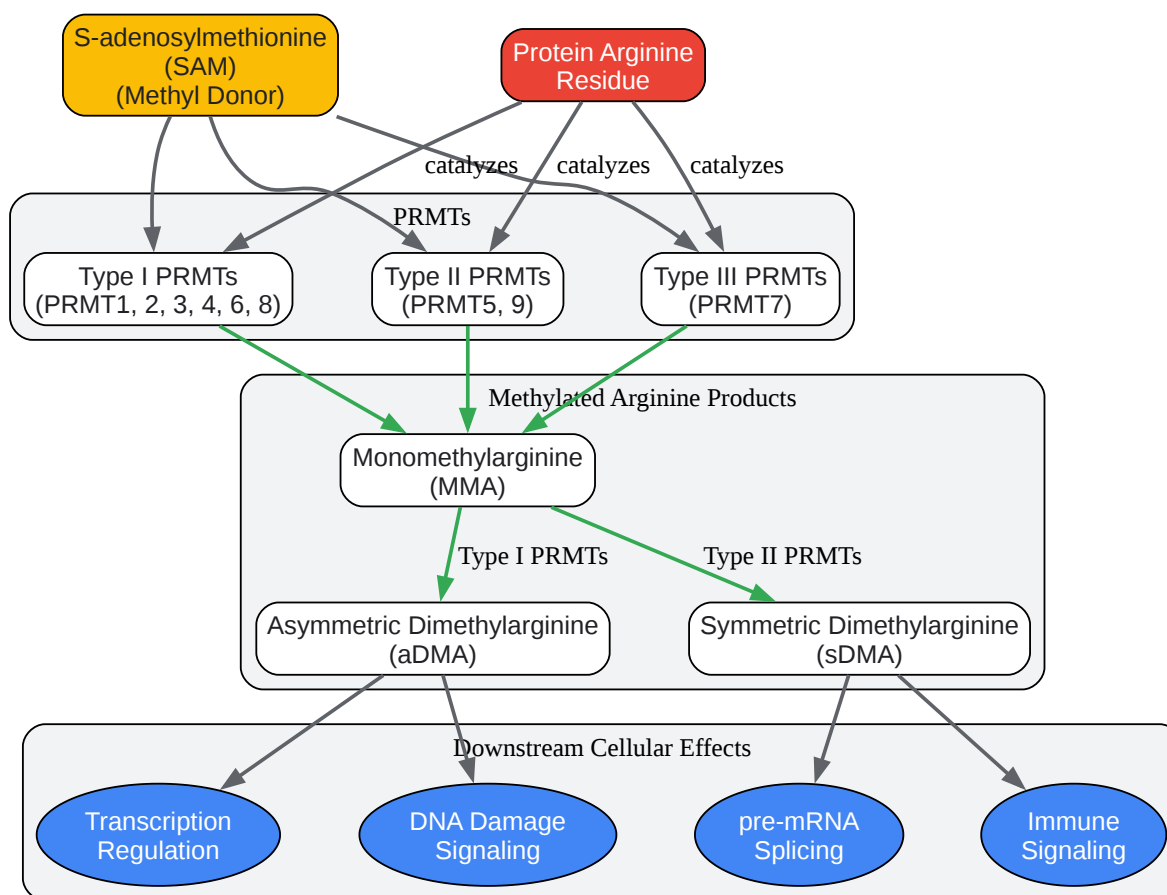 S-adenosylmethionine
(SAM)
(Methyl Donor)
Protein Arginine
Residue
catalyzes
catalyzes
catalyzes
PRMTs
Type I PRMTs
(PRMT1, 2, 3, 4, 6, 8)
Type II PRMTs
(PRMT5, 9)
Type III PRMTs
(PRMT7)
Methylated Arginine Products
Monomethylarginine
(MMA)
Type I PRMTs
Type II PRMTs
Asymmetric Dimethylarginine
(aDMA)
Symmetric Dimethylarginine
(sDMA)
Downstream Cellular Effects
Transcription
Regulation
DNA Damage
Signaling
pre-mRNA
Splicing
Immune
Signaling